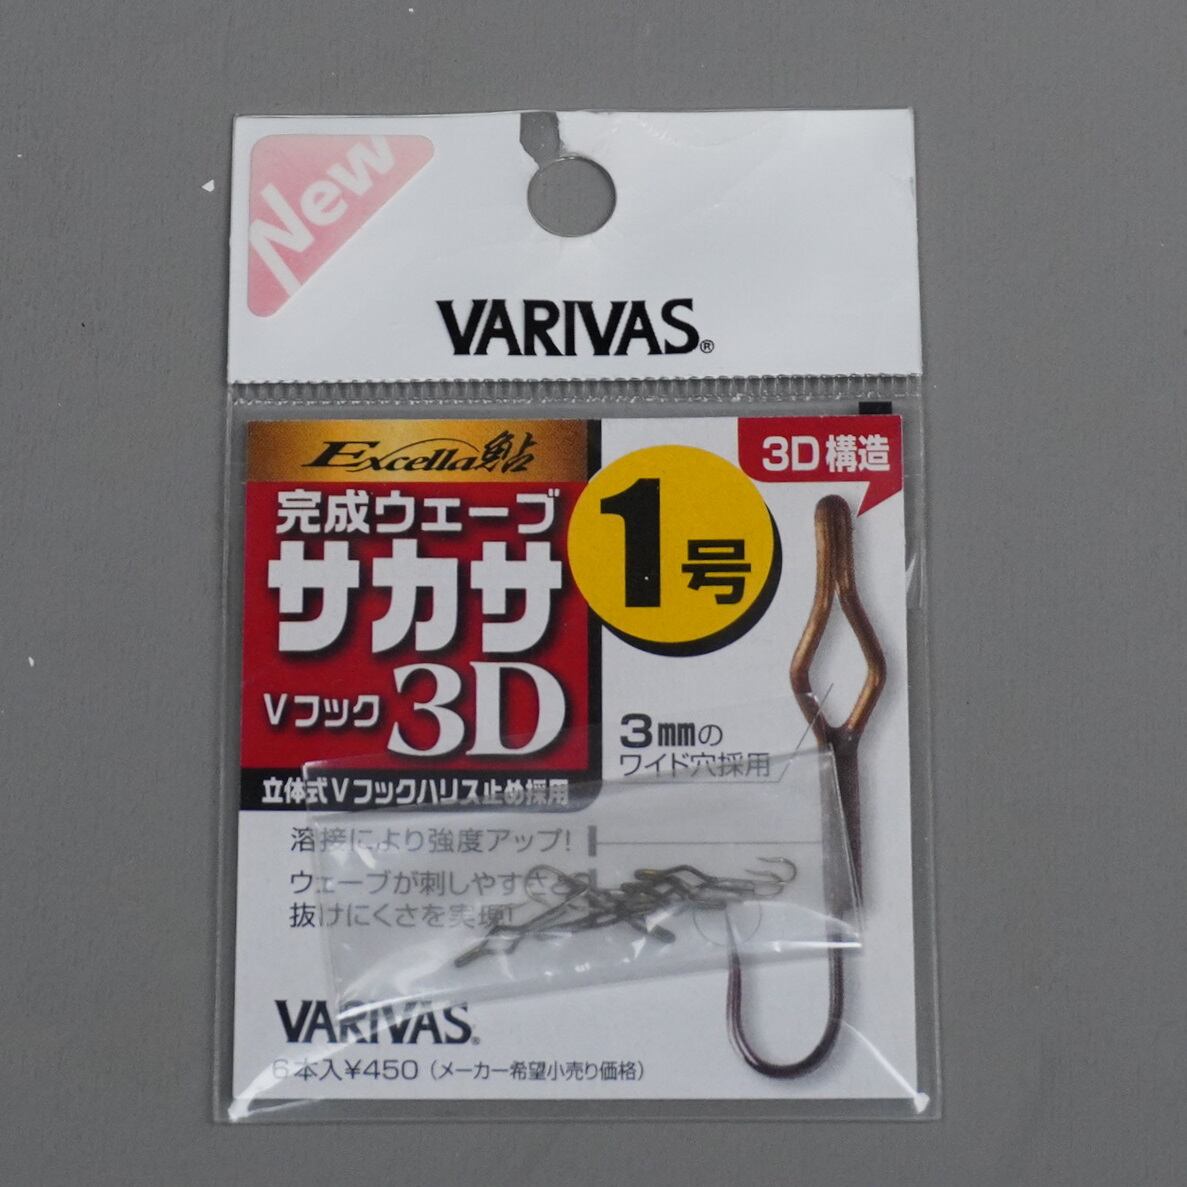 New
VARIVAS®
Excella鮎
完成ウェーブ
サカサ
Vフック 3D
立体式Vフックハリス止め採用
1号
3D構造
3mmの
ワイド穴採用
溶接により強度アップ!
ウェーブが刺しやすさと
抜けにくさを実現!
VARIVAS®
6本入¥450(メーカー希望小売り価格)